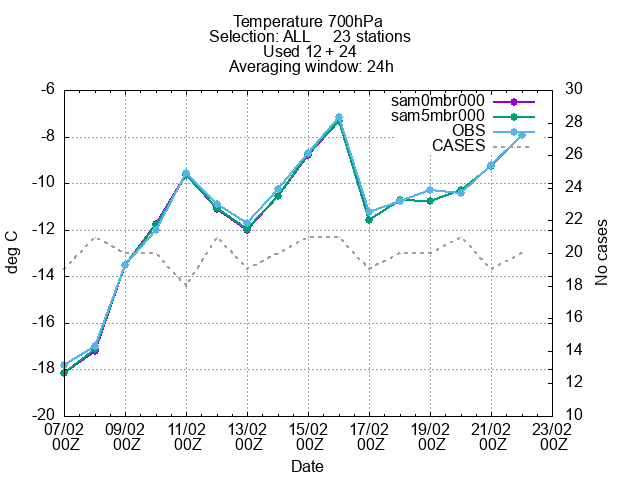 Temperature 700hPa
Selection: ALL 23 stations
Used 12 + 24
Averaging window: 24h
sam0mbr000
sam5mbr000
OBS
CASES
-6
-8
-10
-12
-14
-16
-18
-20
deg C
30
28
26
24
22
20
18
16
14
12
10
No cases
07/02 09/02 11/02 13/02 15/02 17/02 19/02 21/02 23/02
00Z 00Z 00Z 00Z 00Z 00Z 00Z 00Z 00Z
Date